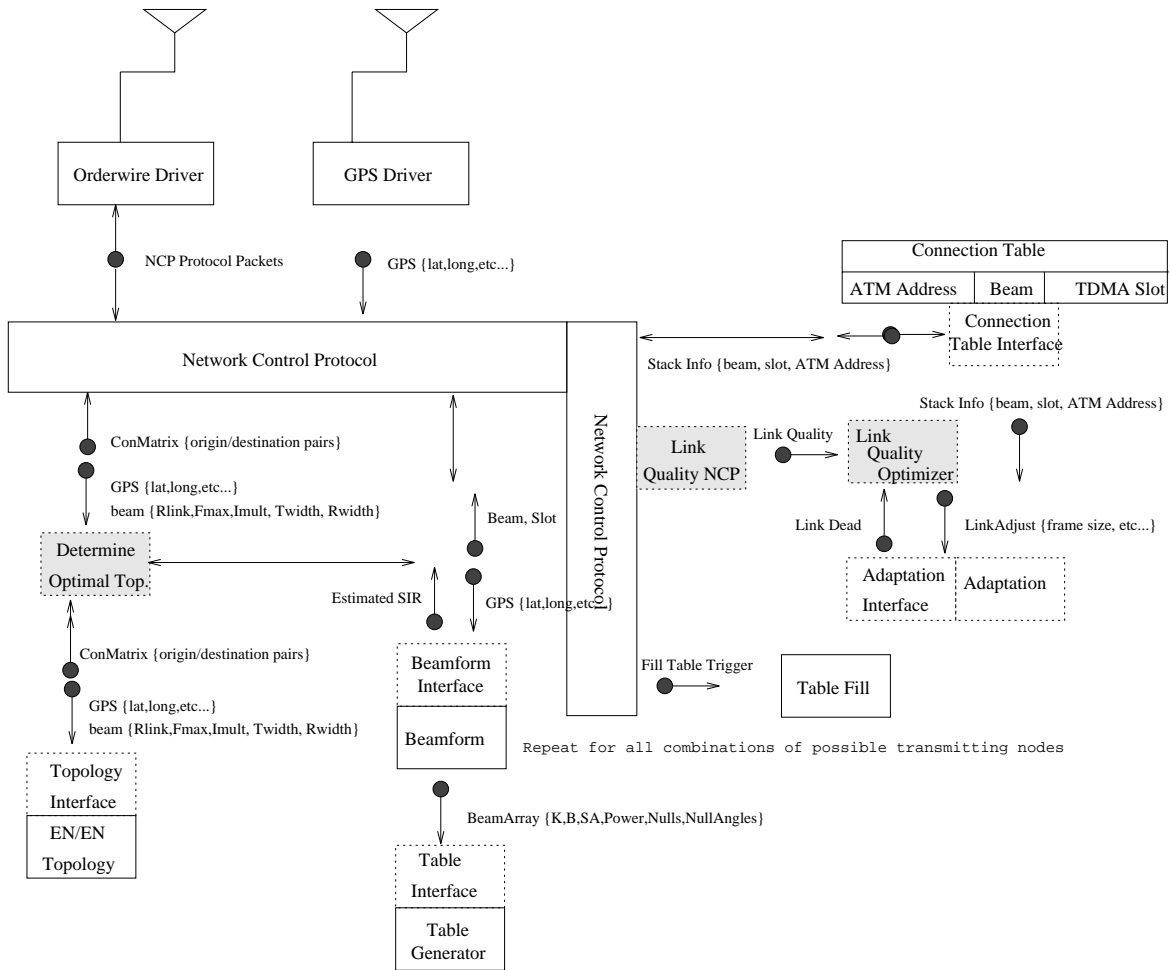 Orderwire Driver
GPS Driver
NCP Protocol Packets
GPS {lat,long,etc...}
Connection Table
ATM Address
Beam
TDMA Slot
Connection
Table Interface
Network Control Protocol
Stack Info {beam, slot, ATM Address}
Stack Info {beam, slot, ATM Address}
Network Control Protocol
ConMatrix {origin/destination pairs}
Link
Quality NCP
Link Quality
Link
Quality
Optimizer
GPS {lat,long,etc...}
beam {Rlink,Fmax,Imult, Twidth, Rwidth}
Beam, Slot
Link Dead
LinkAdjust {frame size, etc...}
Determine
Optimal Top.
Estimated SIR
GPS {lat,long,etc...}
Adaptation
Interface
Adaptation
ConMatrix {origin/destination pairs}
Beamform
Interface
Fill Table Trigger
Table Fill
GPS {lat,long,etc...}
beam {Rlink,Fmax,Imult, Twidth, Rwidth}
Beamform
Repeat for all combinations of possible transmitting nodes
Topology
Interface
EN/EN
Topology
BeamArray {K,B,SA,Power,Nulls,NullAngles}
Table
Interface
Table
Generator